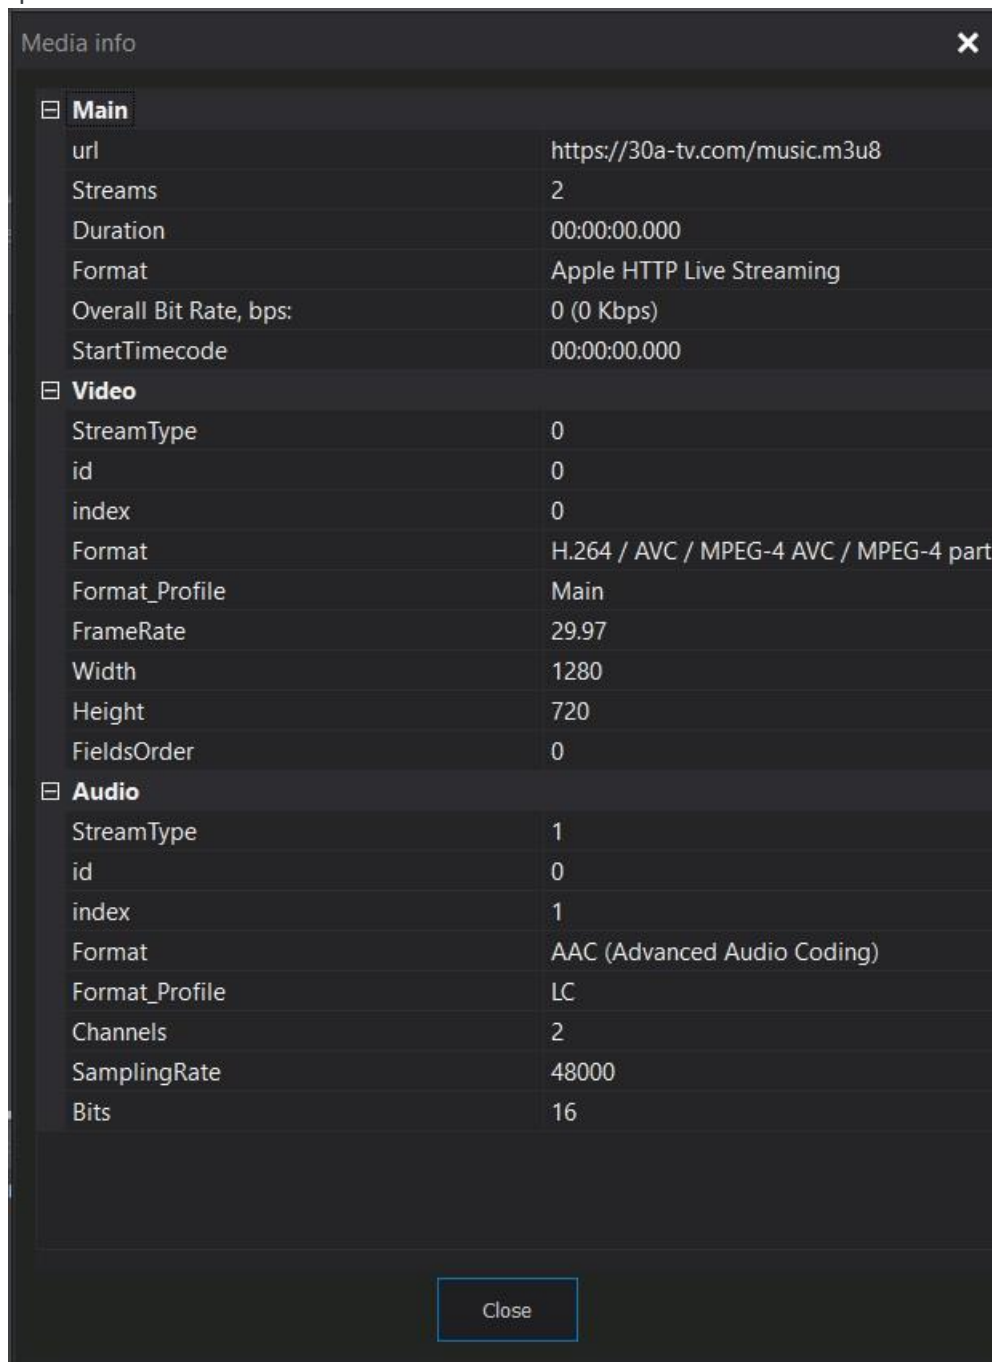 Media info
Main
url https://30a-tv.com/music.m3u8
Streams 2
Duration 00:00:00.000
Format Apple HTTP Live Streaming
Overall Bit Rate, bps: 0 (0 Kbps)
StartTimecode 00:00:00.000
Video
StreamType 0
id 0
index 0
Format H.264 / AVC / MPEG-4 AVC / MPEG-4 part
Format_Profile Main
FrameRate 29.97
Width 1280
Height 720
FieldsOrder 0
Audio
StreamType 1
id 0
index 1
Format AAC (Advanced Audio Coding)
Format_Profile LC
Channels 2
SamplingRate 48000
Bits 16
Close